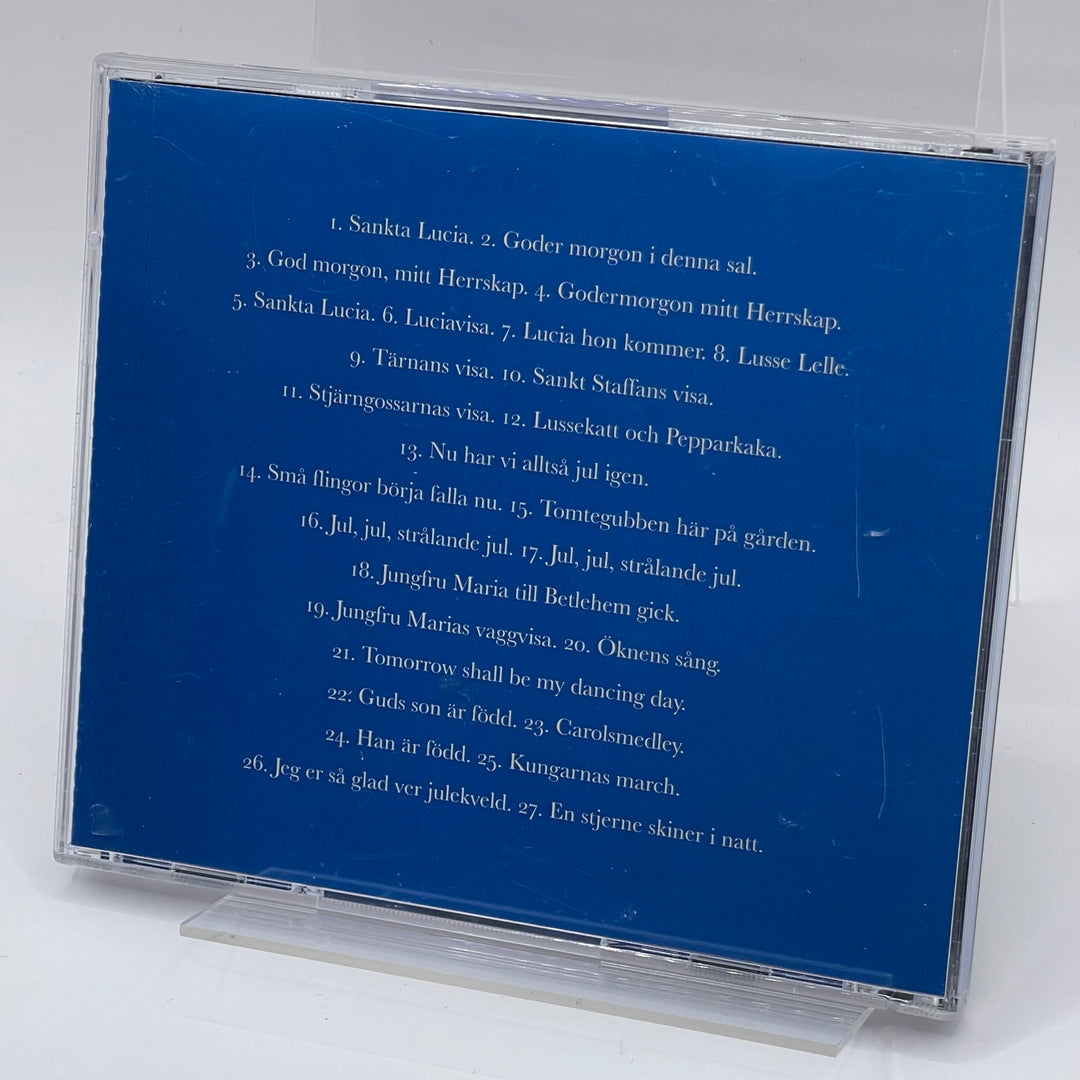 1. Sankta Lucia. 2. Goder morgon i denna sal.
3. God morgon, mitt Herrskap. 4. Godermorgon mitt Herrskap.
5. Sankta Lucia. 6. Luciavisa. 7. Lucia hon kommer. 8. Lusse Lelle.
9. Tärnans visa. 10. Sankt Staffans visa.
11. Stjärngossarnas visa. 12. Lussekatt och Pepparkaka.
13. Nu har vi alltså jul igen.
14. Små flingor börja falla nu. 15. Tomtegubben här på gården.
16. Jul, jul, strålande jul. 17. Jul, jul, strålande jul.
18. Jungfru Maria till Betlehem gick.
19. Jungfru Marias vaggvisa. 20. Öknens sång.
21. Tomorrow shall be my dancing day.
22. Guds son är född. 23. Carolsmedley.
24. Han är född. 25. Kungarnas march.
26. Jeg er så glad ver julekveld. 27. En stjerne skiner i natt.